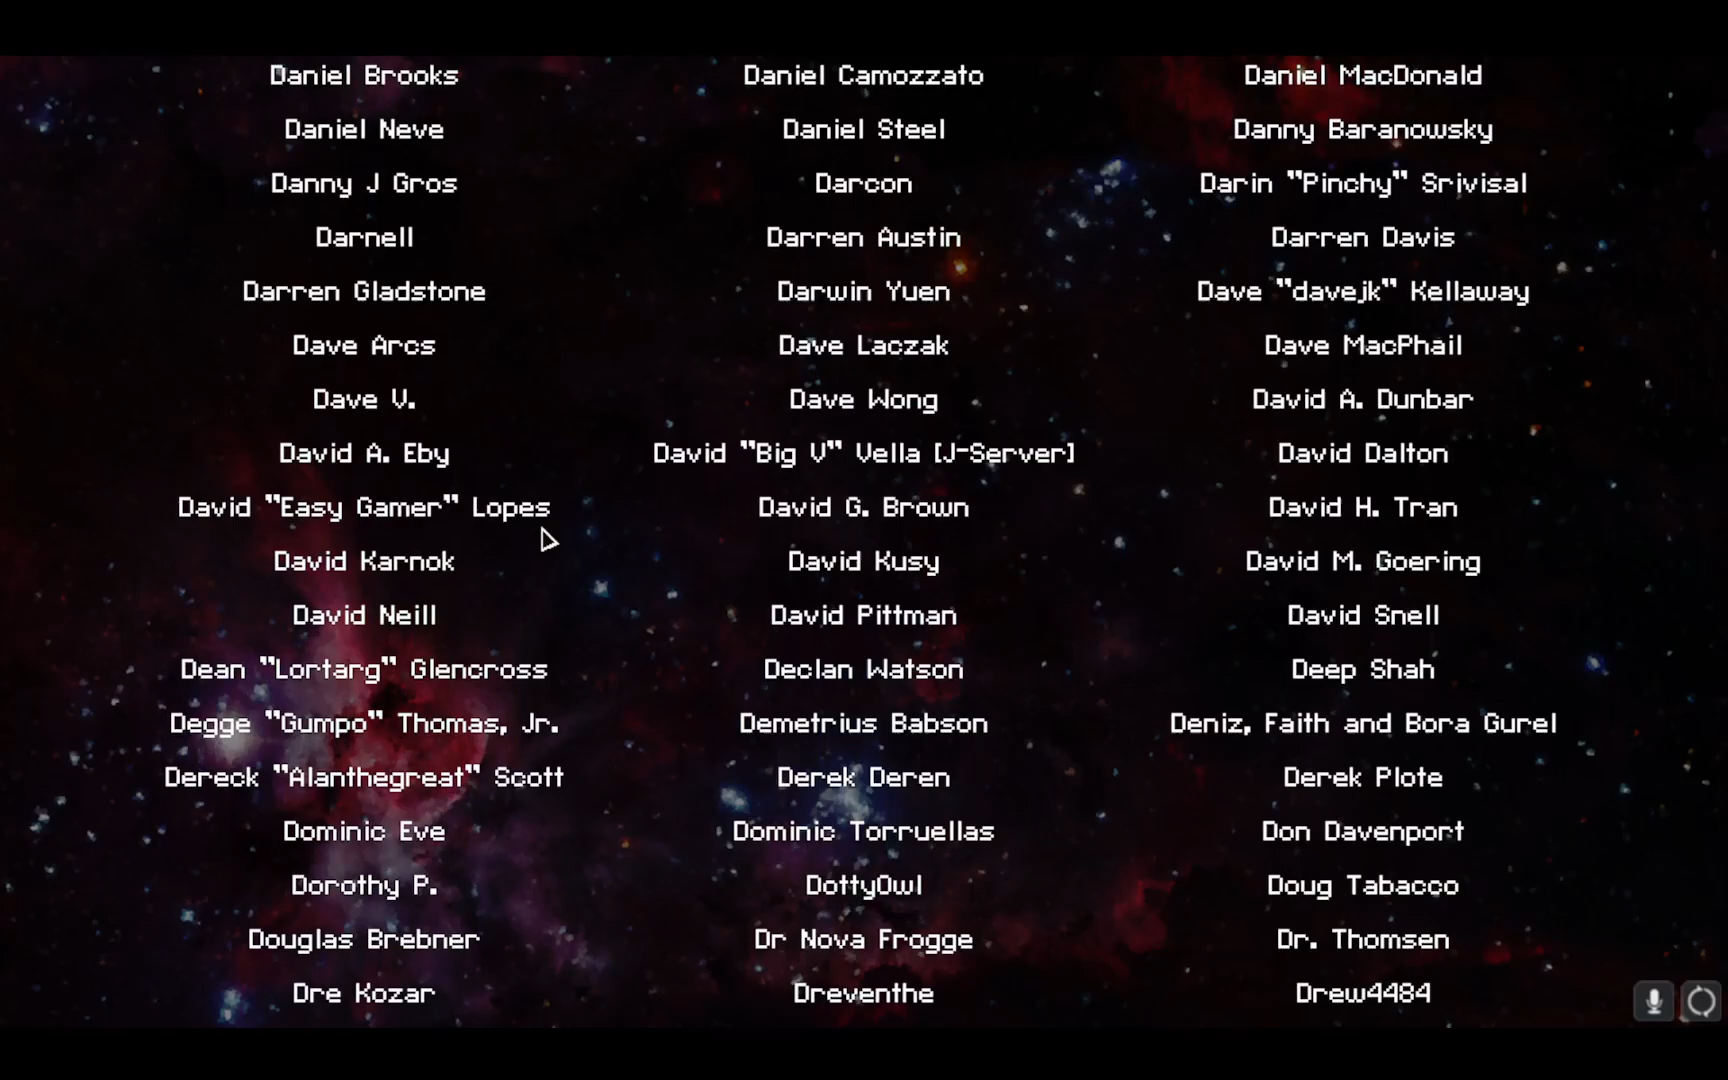 Daniel Brooks Daniel Camozzato Daniel MacDonald
Daniel Neve Daniel Steel Danny Baranowsky
Danny J Gros Darcon Darin "Pinchy" Srivisal
Darnell Darren Austin Darren Davis
Darren Gladstone Darwin Yuen Dave "davejk" Kellaway
Dave Arcs Dave Laczak Dave MacPhail
Dave V. Dave Wong David A. Dunbar
David A. Eby David "Big V" Vella [J-Server] David Dalton
David "Easy Gamer" Lopes David G. Brown David H. Tran
David Karnok David Kusy David M. Goering
David Neill David Pittman David Snell
Dean "Lortarg" Glencross Declan Watson Deep Shah
Degge "Gumpo" Thomas, Jr. Demetrius Babson Deniz, Faith and Bora Gurel
Dereck "Alanthegreat" Scott Derek Deren Derek Plote
Dominic Eve Dominic Torruellas Don Davenport
Dorothy P. DottyOwl Doug Tabacco
Douglas Brebner Dr Nova Frogge Dr. Thomsen
Dre Kozar Dreventhe Drew4484